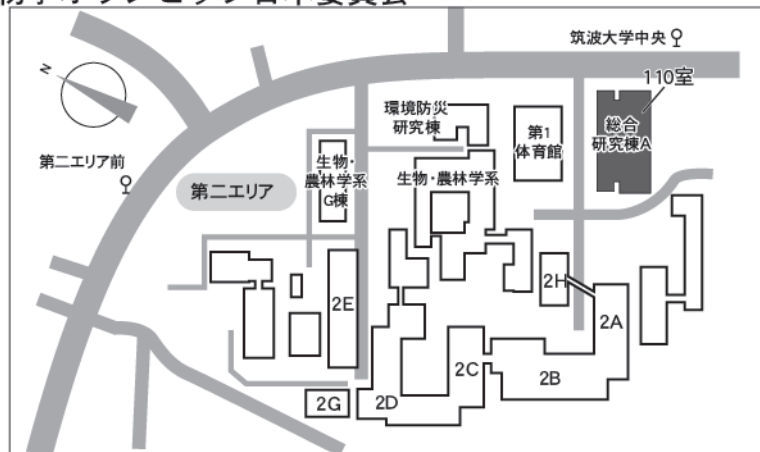 筑波大学中央
110室
N
環境防災
研究棟
第1
体育館
総合
研究棟A
第二エリア前
第二エリア
生物・
農林学系
G棟
生物・農林学系
2H
2E
2A
2C
2B
2G
2D